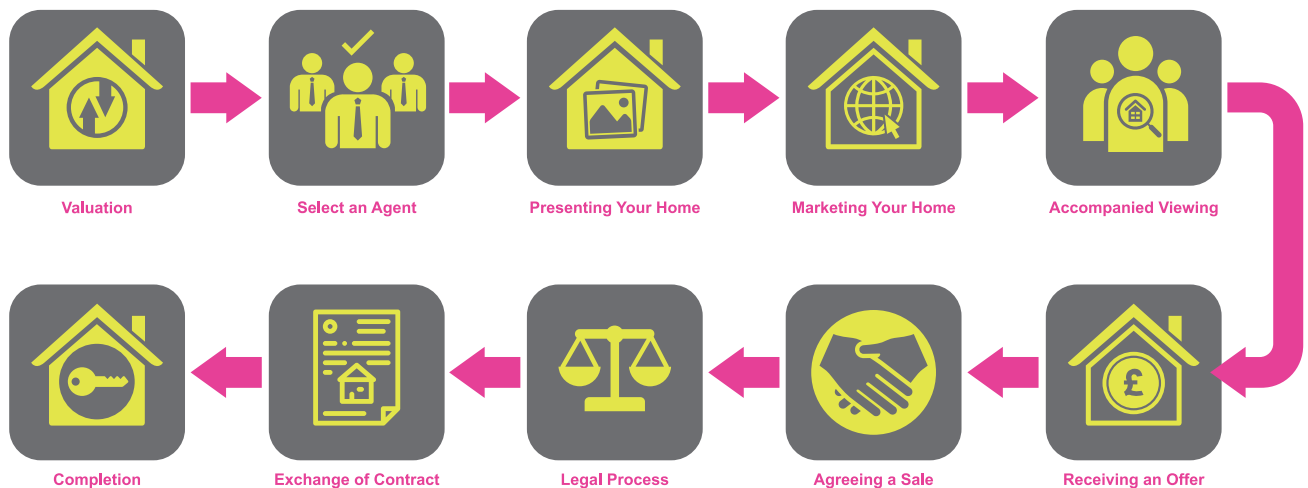 Valuation
Select an Agent
Presenting Your Home
Marketing Your Home
Accompanied Viewing
£
Receiving an Offer
Agreeing a Sale
Legal Process
Exchange of Contract
Completion